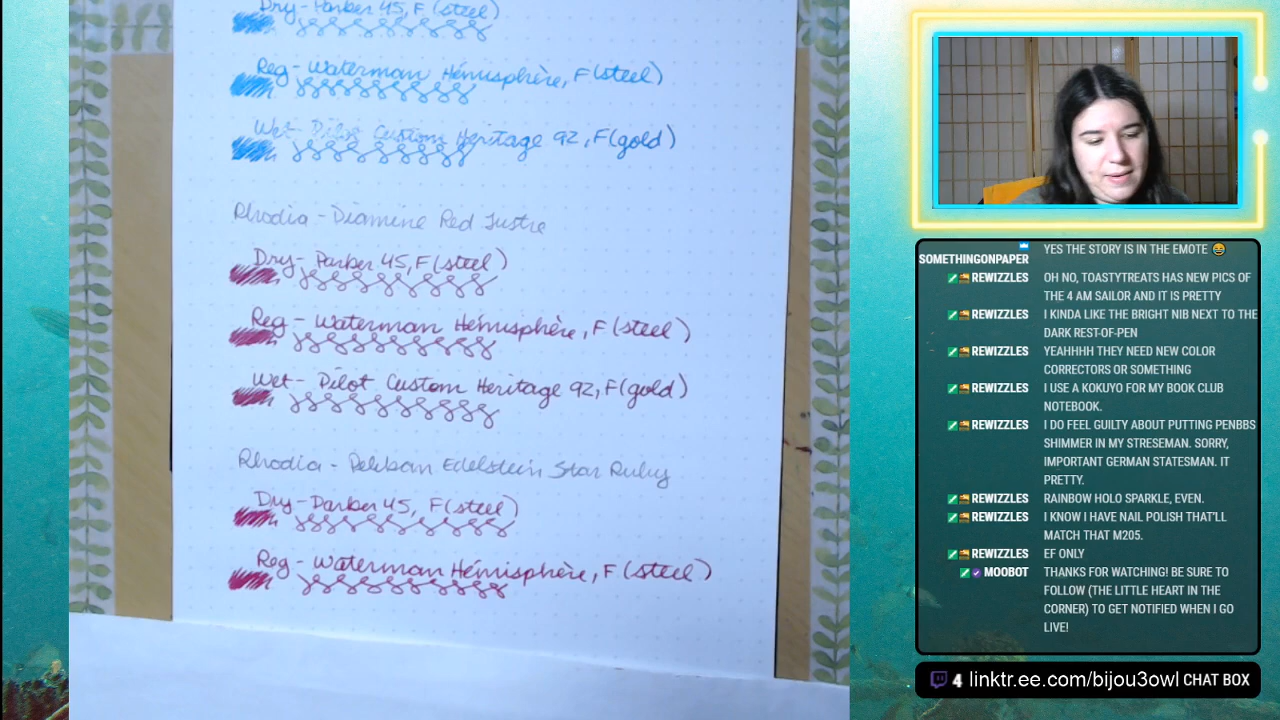 Dry- Parker 45, F (steel)
Reg- Waterman Hémisphère, F (steel)
Wet- Pilot Custom Heritage 92, F (gold)
Rhodia - Diamine Red Lustre
Dry- Parker 45, F (steel)
Reg - Waterman Hémisphère, F (steel)
Wet - Pilot Custom Heritage 92, F (gold)
Rhodia - Pelikan Edelstein Star Ruby
Dry- Parker 45, F (steel)
Reg - Waterman Hémisphère, F (steel)
SOMETHINGONPAPER YES THE STORY IS IN THE EMOTE 😂
REWIZZLES OH NO, TOASTYTREATS HAS NEW PICS OF
THE 4 AM SAILOR AND IT IS PRETTY
REWIZZLES I KINDA LIKE THE BRIGHT NIB NEXT TO THE
DARK REST-OF-PEN
REWIZZLES YEAHHHH THEY NEED NEW COLOR
CORRECTORS OR SOMETHING
REWIZZLES I USE A KOKUYO FOR MY BOOK CLUB
NOTEBOOK.
REWIZZLES I DO FEEL GUILTY ABOUT PUTTING PENBBS
SHIMMER IN MY STRESEMAN. SORRY,
IMPORTANT GERMAN STATESMAN. IT
PRETTY.
REWIZZLES RAINBOW HOLO SPARKLE, EVEN.
REWIZZLES I KNOW I HAVE NAIL POLISH THAT'LL
MATCH THAT M205.
REWIZZLES EF ONLY
MOOBOT THANKS FOR WATCHING! BE SURE TO
FOLLOW (THE LITTLE HEART IN THE
CORNER) TO GET NOTIFIED WHEN I GO
LIVE!
4 linktr.ee.com/bijou3owl CHAT BOX